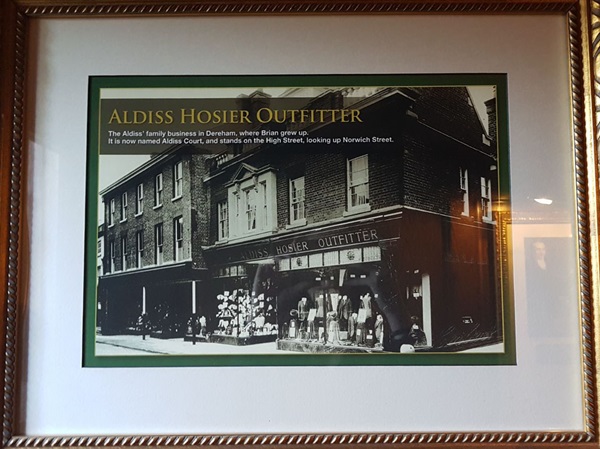 ALDISS HOSIER OUTFITTER
The Aldiss' family business in Dereham, where Brian grew up.
It is now named Aldiss Court, and stands on the High Street, looking up Norwich Street.
ALDISS HOSIER OUTFITTER